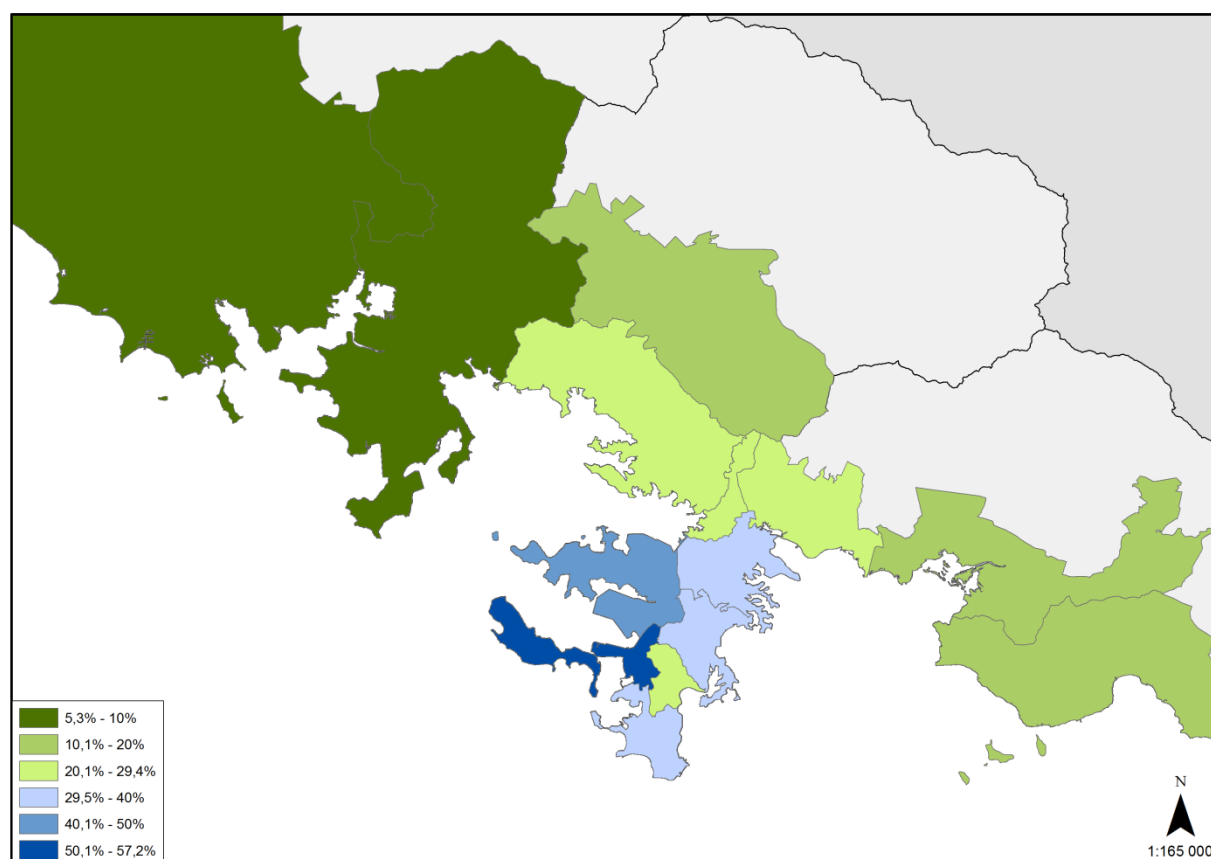 5,3% - 10%
10,1% - 20%
20,1% - 29,4%
29,5% - 40%
40,1% - 50%
50,1% - 57,2%
N
1:165 000